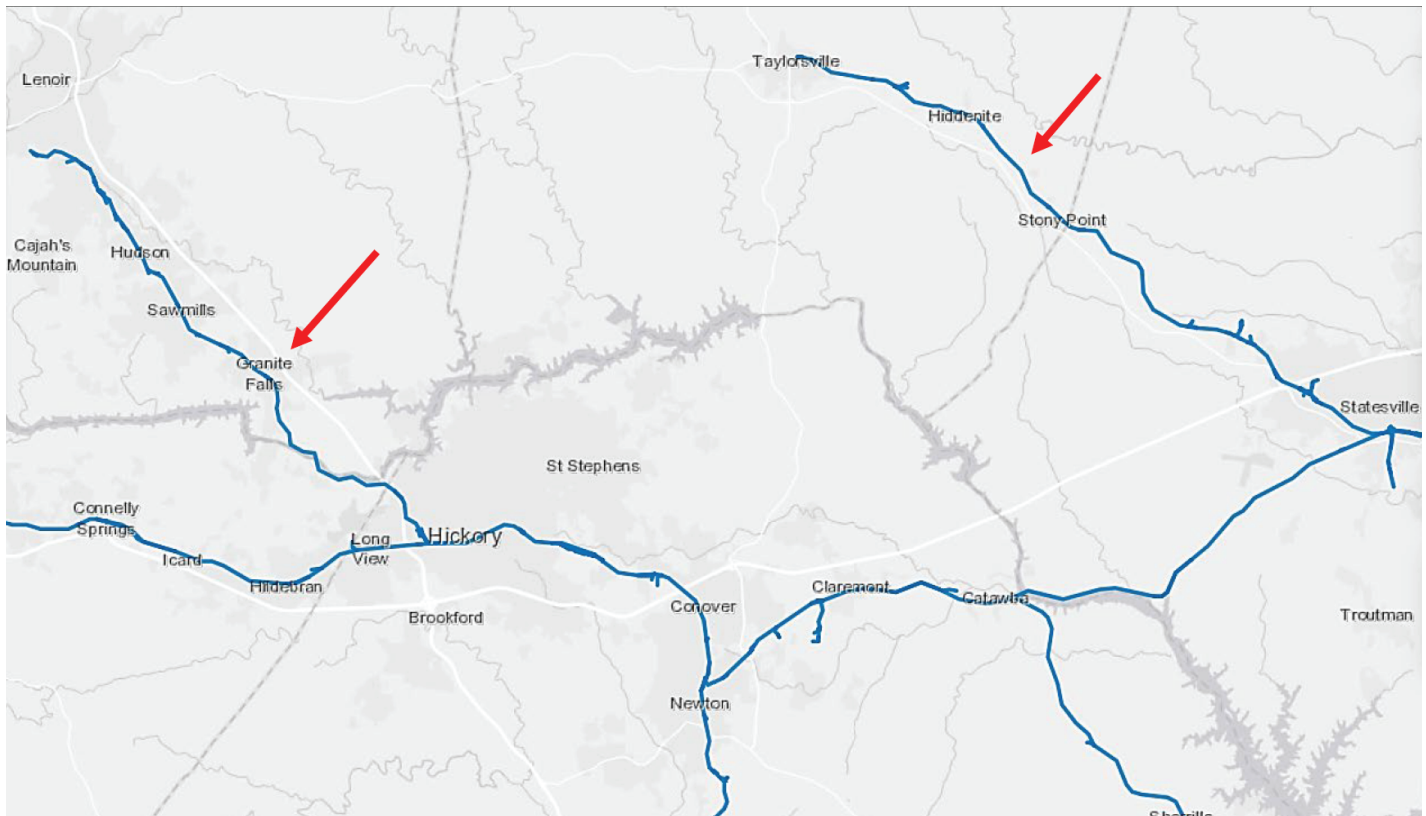 Taylorsville
Lenoir
Hiddenite
Stony Point
Cajah's
Mountain
Hudson
Sawmills
Granite
Falls
Statesville
St Stephens
Connelly
Springs
Hickory
Long
View
Icard
Hildebran
Claremont
Catawba
Conover
Brookford
Troutman
Newton